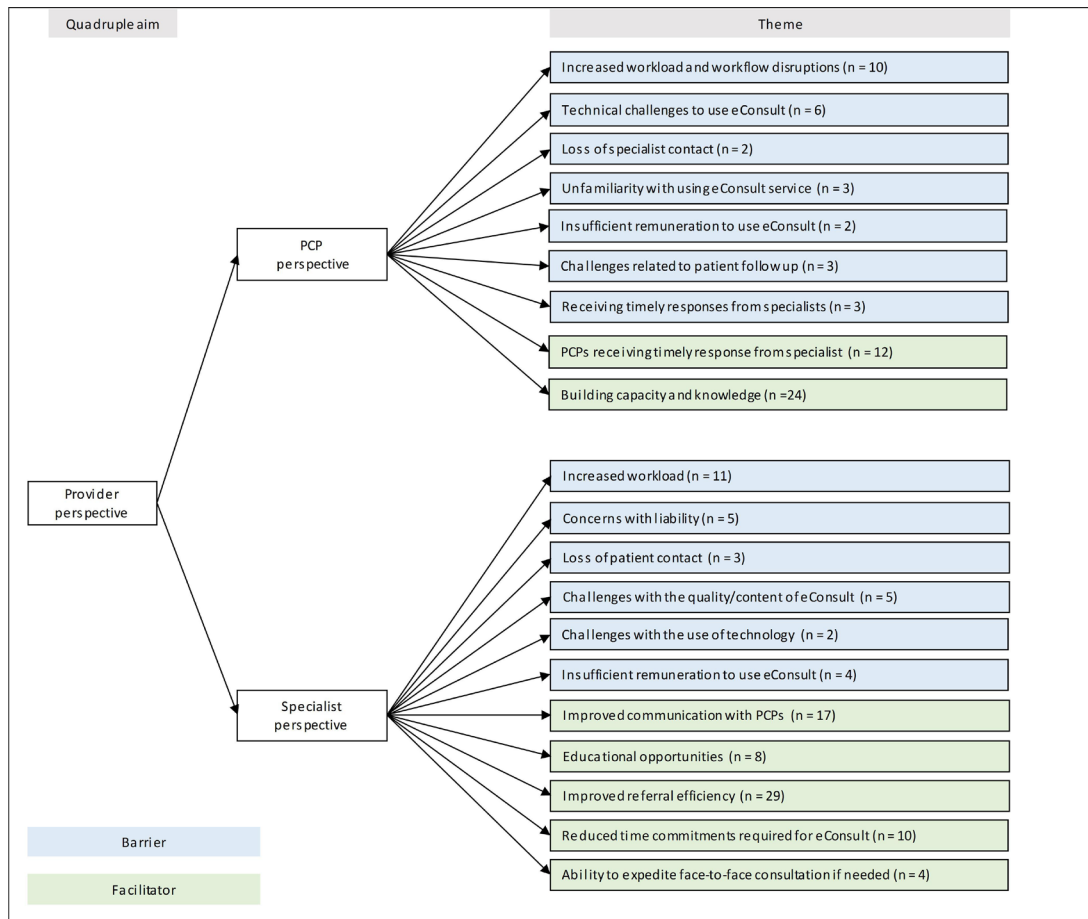 Quadruple aim
Theme
Increased workload and workflow disruptions (n = 10)
Technical challenges to use eConsult (n = 6)
Loss of specialist contact (n = 2)
Unfamiliarity with using eConsult service (n = 3)
Insufficient remuneration to use eConsult (n = 2)
PCP
perspective
Challenges related to patient follow up (n = 3)
Receiving timely responses from specialists (n = 3)
PCPs receiving timely response from specialist (n = 12)
Building capacity and knowledge (n =24)
Provider
perspective
Increased workload (n = 11)
Concerns with liability (n = 5)
Loss of patient contact (n = 3)
Challenges with the quality/content of eConsult (n = 5)
Challenges with the use of technology (n = 2)
Insufficient remuneration to use eConsult (n = 4)
Specialist
perspective
Improved communication with PCPs (n = 17)
Educational opportunities (n = 8)
Improved referral efficiency (n = 29)
Reduced time commitments required for eConsult (n = 10)
Ability to expedite face-to-face consultation if needed (n = 4)
Barrier
Facilitator